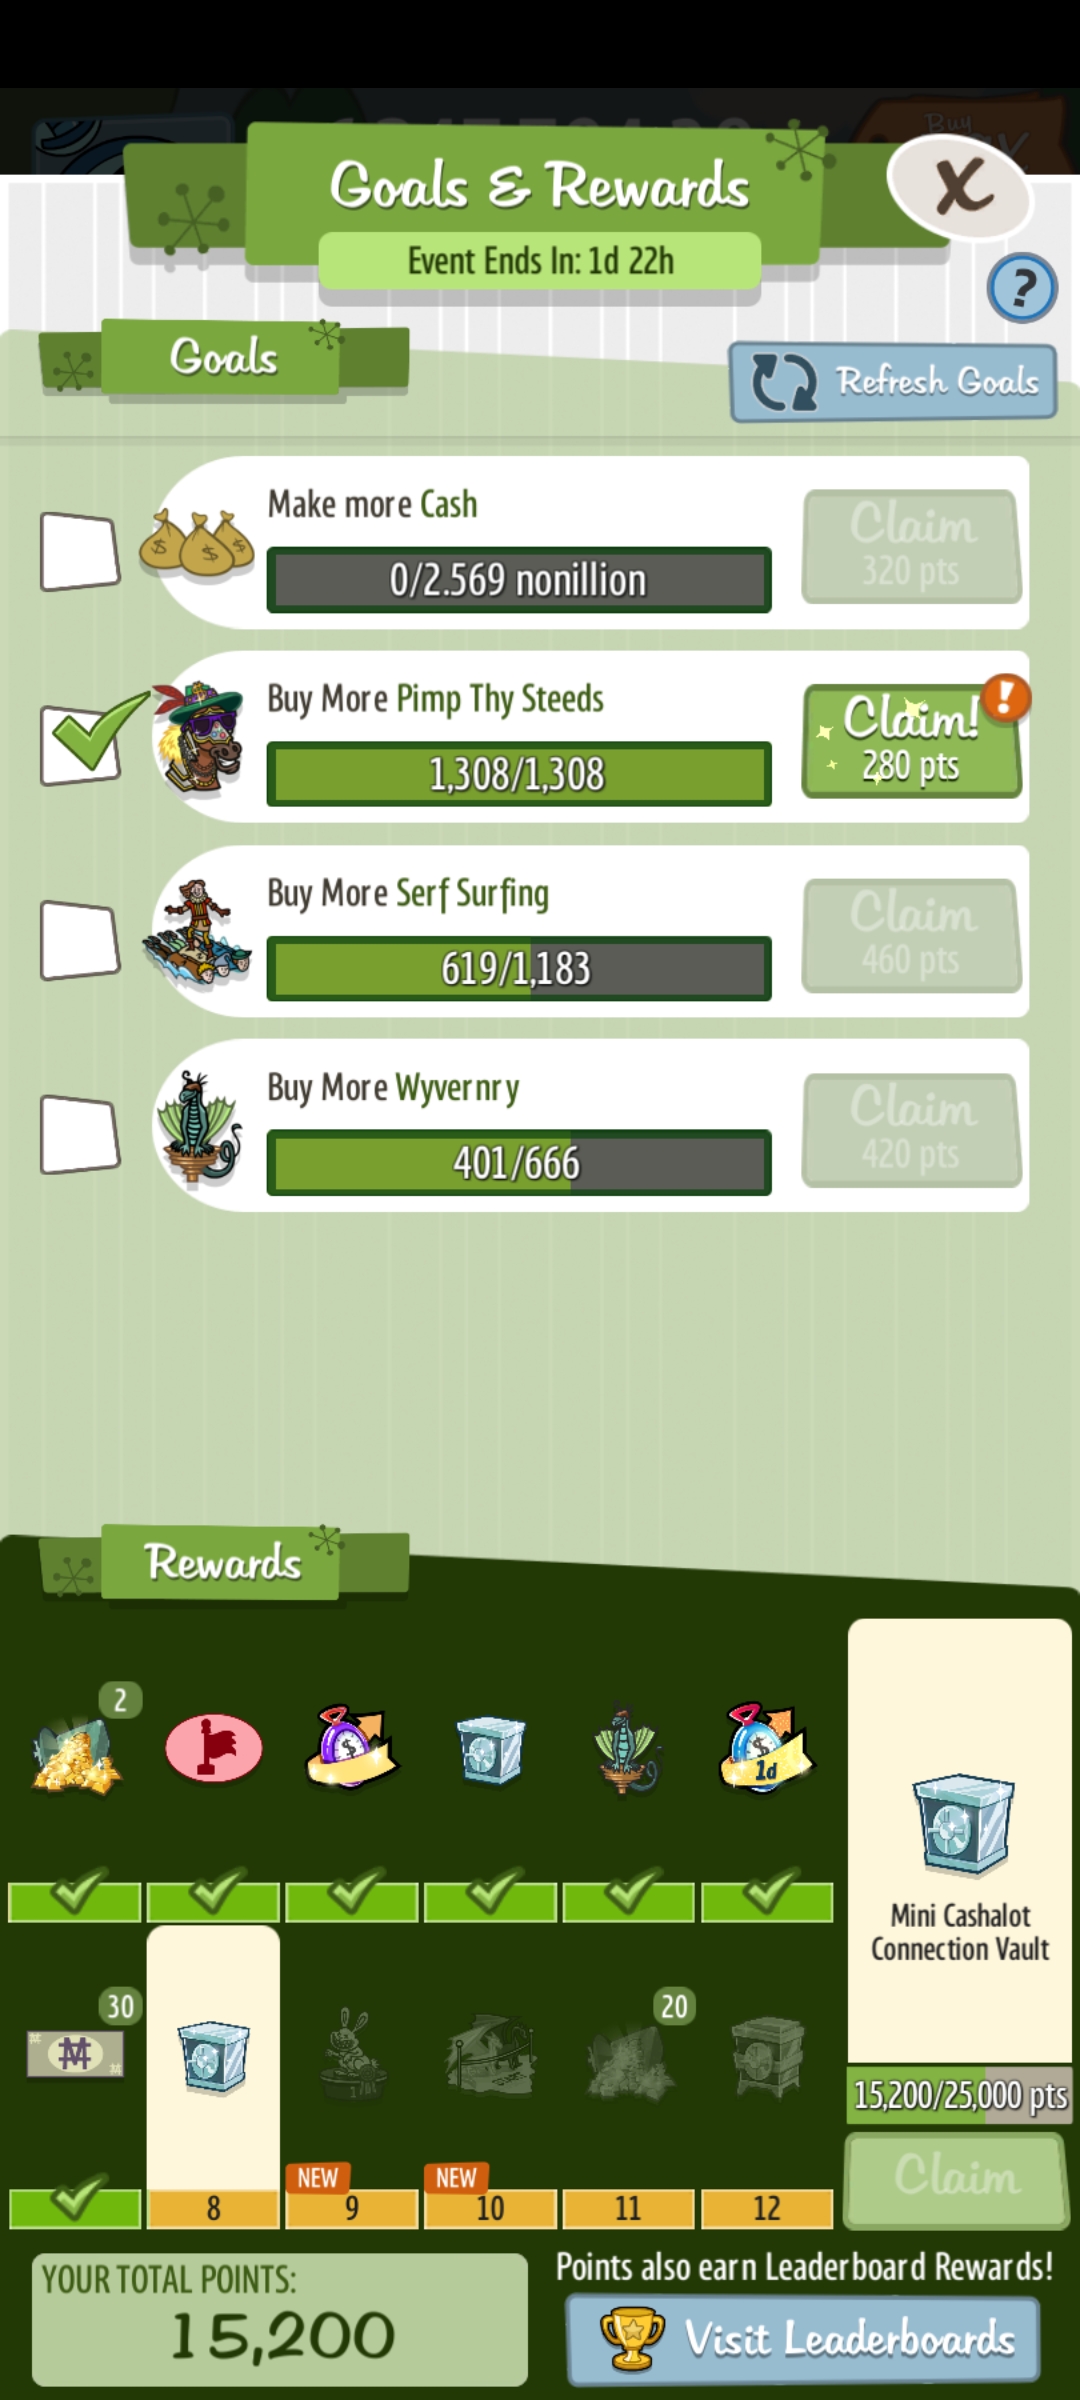 Buy
Goals & Rewards
X
Event Ends In: 1d 22h
?
Goals
Refresh Goals
Make more Cash
0/2.569 nonillion
Claim
320 pts
Buy More Pimp Thy Steeds
1,308/1,308
Claim!
280 pts
!
Buy More Serf Surfing
619/1,183
Claim
460 pts
Buy More Wyvernry
401/666
Claim
420 pts
Rewards
2
1d
Mini Cashalot
Connection Vault
30
20
15,200/25,000 pts
NEW
NEW
8
9
10
11
12
Claim
YOUR TOTAL POINTS:
15,200
Points also earn Leaderboard Rewards!
Visit Leaderboards